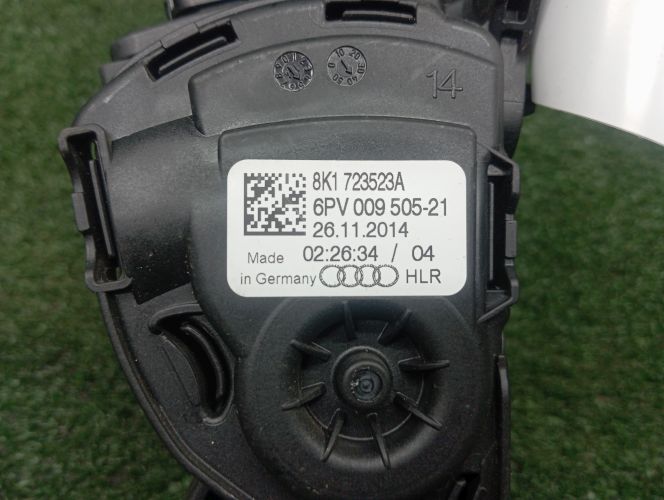 14
8K1 723523A
6PV 009 505-21
26.11.2014
Made 02:26:34 / 04
in Germany HLR